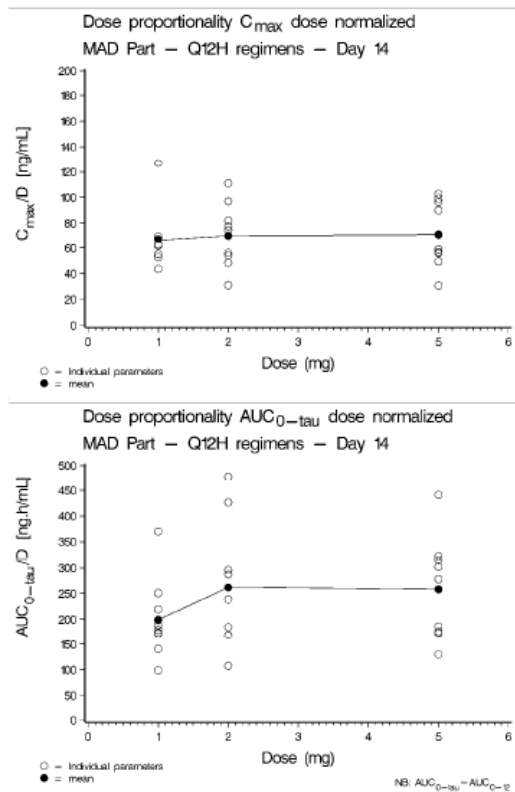 Dose proportionality Cmax dose normalized
MAD Part – Q12H regimens – Day 14
200
180
160
140
120
100
80
60
40
20
0
Cmax/D [ng/mL]
0 1 2 3 4 5 6
Dose (mg)
○ = Individual parameters
● = mean
Dose proportionality AUC0–tau dose normalized
MAD Part – Q12H regimens – Day 14
500
450
400
350
300
250
200
150
100
50
0
AUC0–tau/D [ng.h/mL]
0 1 2 3 4 5 6
Dose (mg)
○ = Individual parameters
● = mean
NB: AUC0–tau = AUC0–12